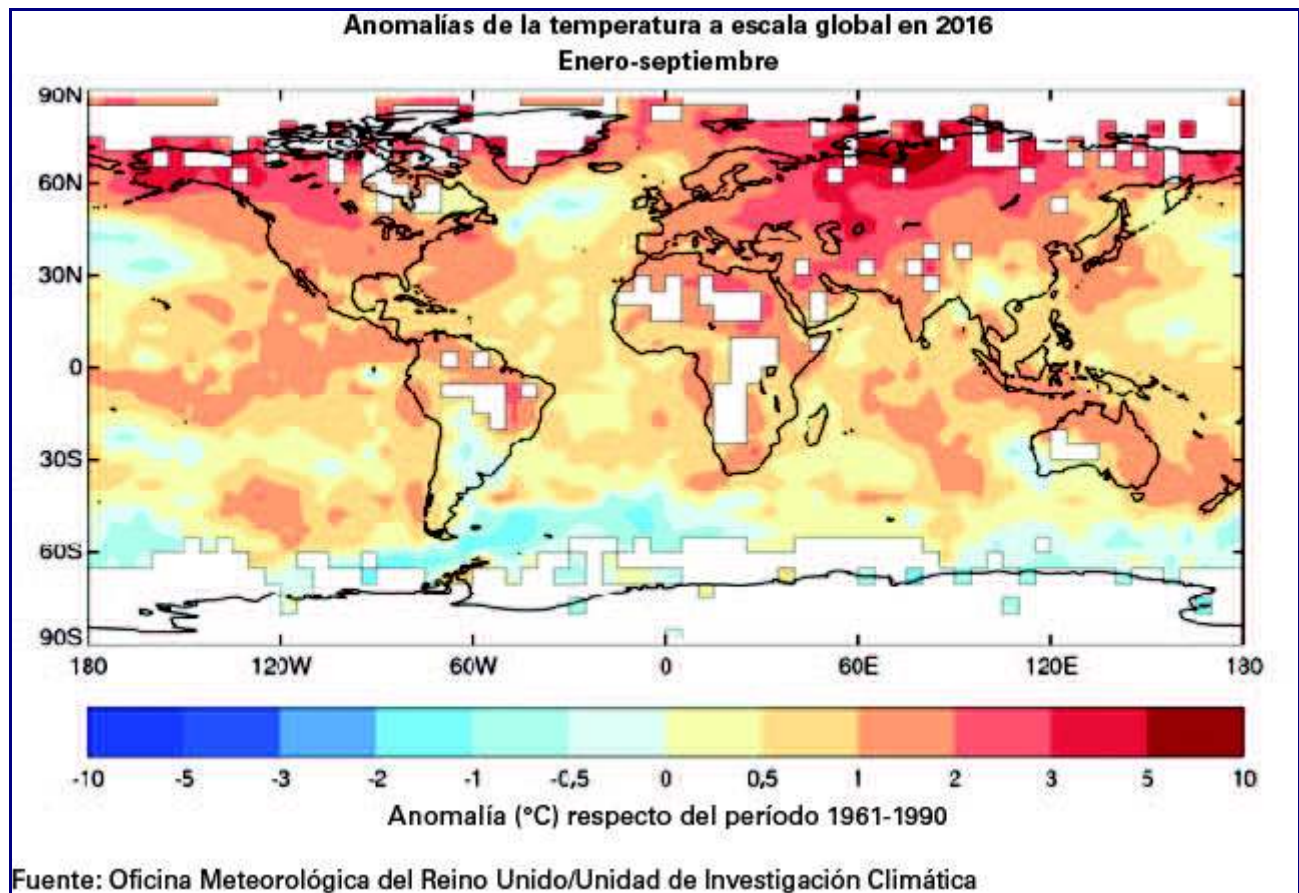 Anomalías de la temperatura a escala global en 2016
Enero-septiembre
90N
60N
30N
0
30S
60S
90S
180 120W 60W 0 60E 120E 180
-10 -5 -3 -2 -1 -0,5 0 0,5 1 2 3 5 10
Anomalía (°C) respecto del período 1961-1990
Fuente: Oficina Meteorológica del Reino Unido/Unidad de Investigación Climática